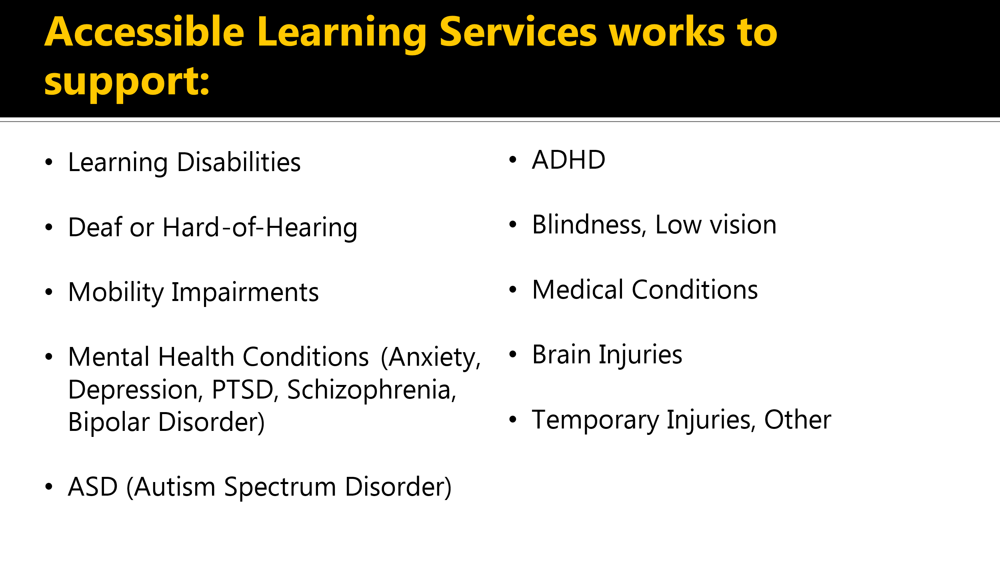 Accessible Learning Services works to
support:
• Learning Disabilities
• Deaf or Hard-of-Hearing
• Mobility Impairments
• Mental Health Conditions (Anxiety,
Depression, PTSD, Schizophrenia,
Bipolar Disorder)
• ASD (Autism Spectrum Disorder)
• ADHD
• Blindness, Low vision
• Medical Conditions
• Brain Injuries
• Temporary Injuries, Other